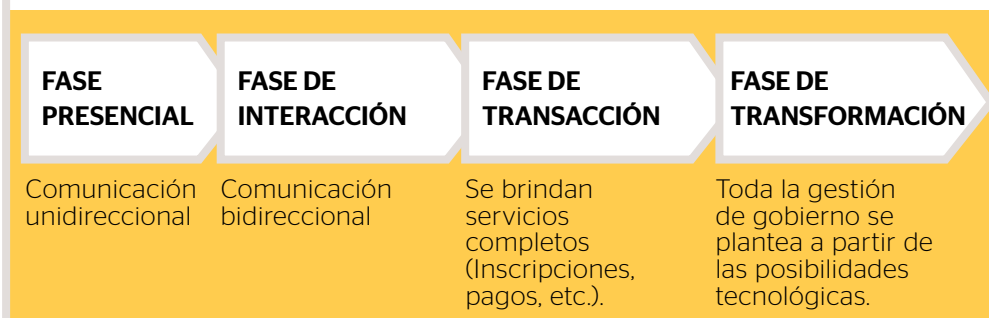 FASE
PRESENCIAL
Comunicación
unidireccional
FASE DE
INTERACCIÓN
Comunicación
bidireccional
FASE DE
TRANSACCIÓN
Se brindan
servicios
completos
(Inscripciones,
pagos, etc.).
FASE DE
TRANSFORMACIÓN
Toda la gestión
de gobierno se
plantea a partir de
las posibilidades
tecnológicas.